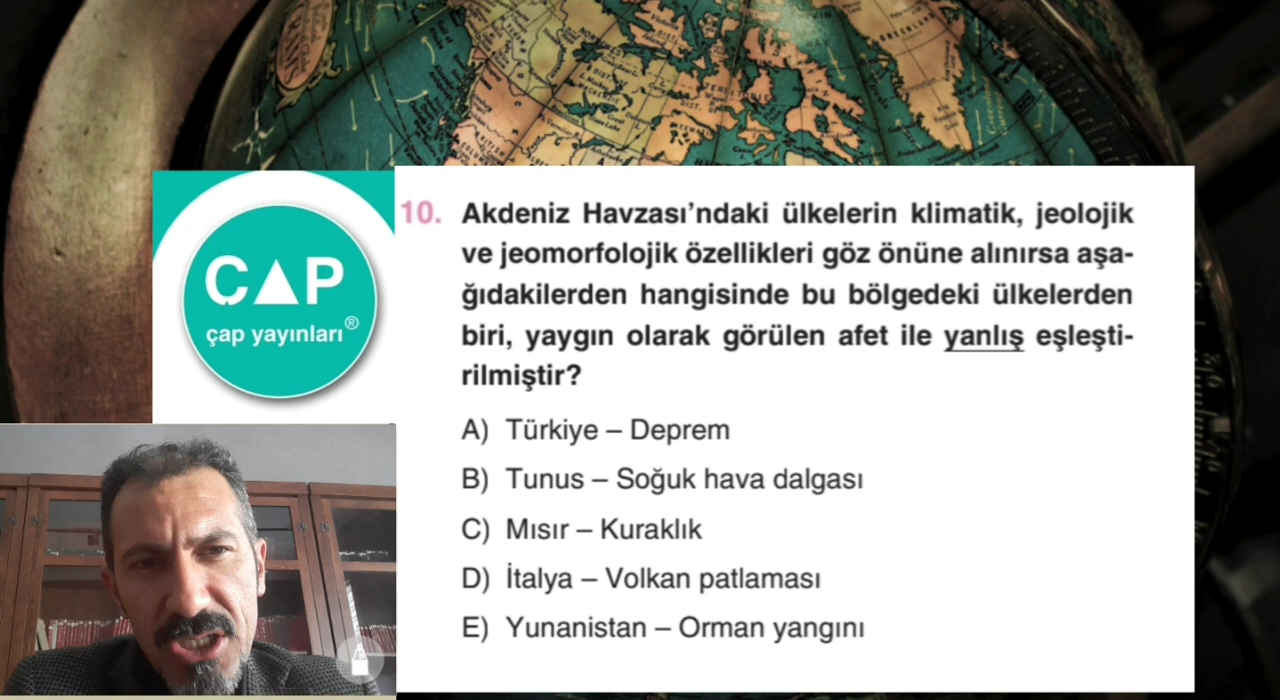 ÇAP
çap yayınları®
10. Akdeniz Havzası'ndaki ülkelerin klimatik, jeolojik
ve jeomorfolojik özellikleri göz önüne alınırsa aşa-
ğıdakilerden hangisinde bu bölgedeki ülkelerden
biri, yaygın olarak görülen afet ile yanlış eşleşti-
rilmiştir?
A) Türkiye – Deprem
B) Tunus – Soğuk hava dalgası
C) Mısır – Kuraklık
D) İtalya – Volkan patlaması
E) Yunanistan – Orman yangını